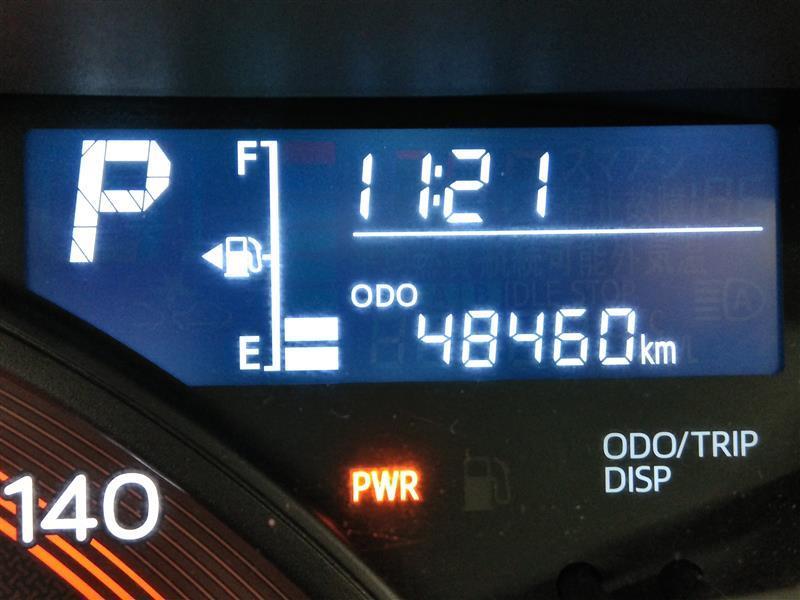 P
F
11:21
ODO
E
48460km
ODO/TRIP
DISP
PWR
140